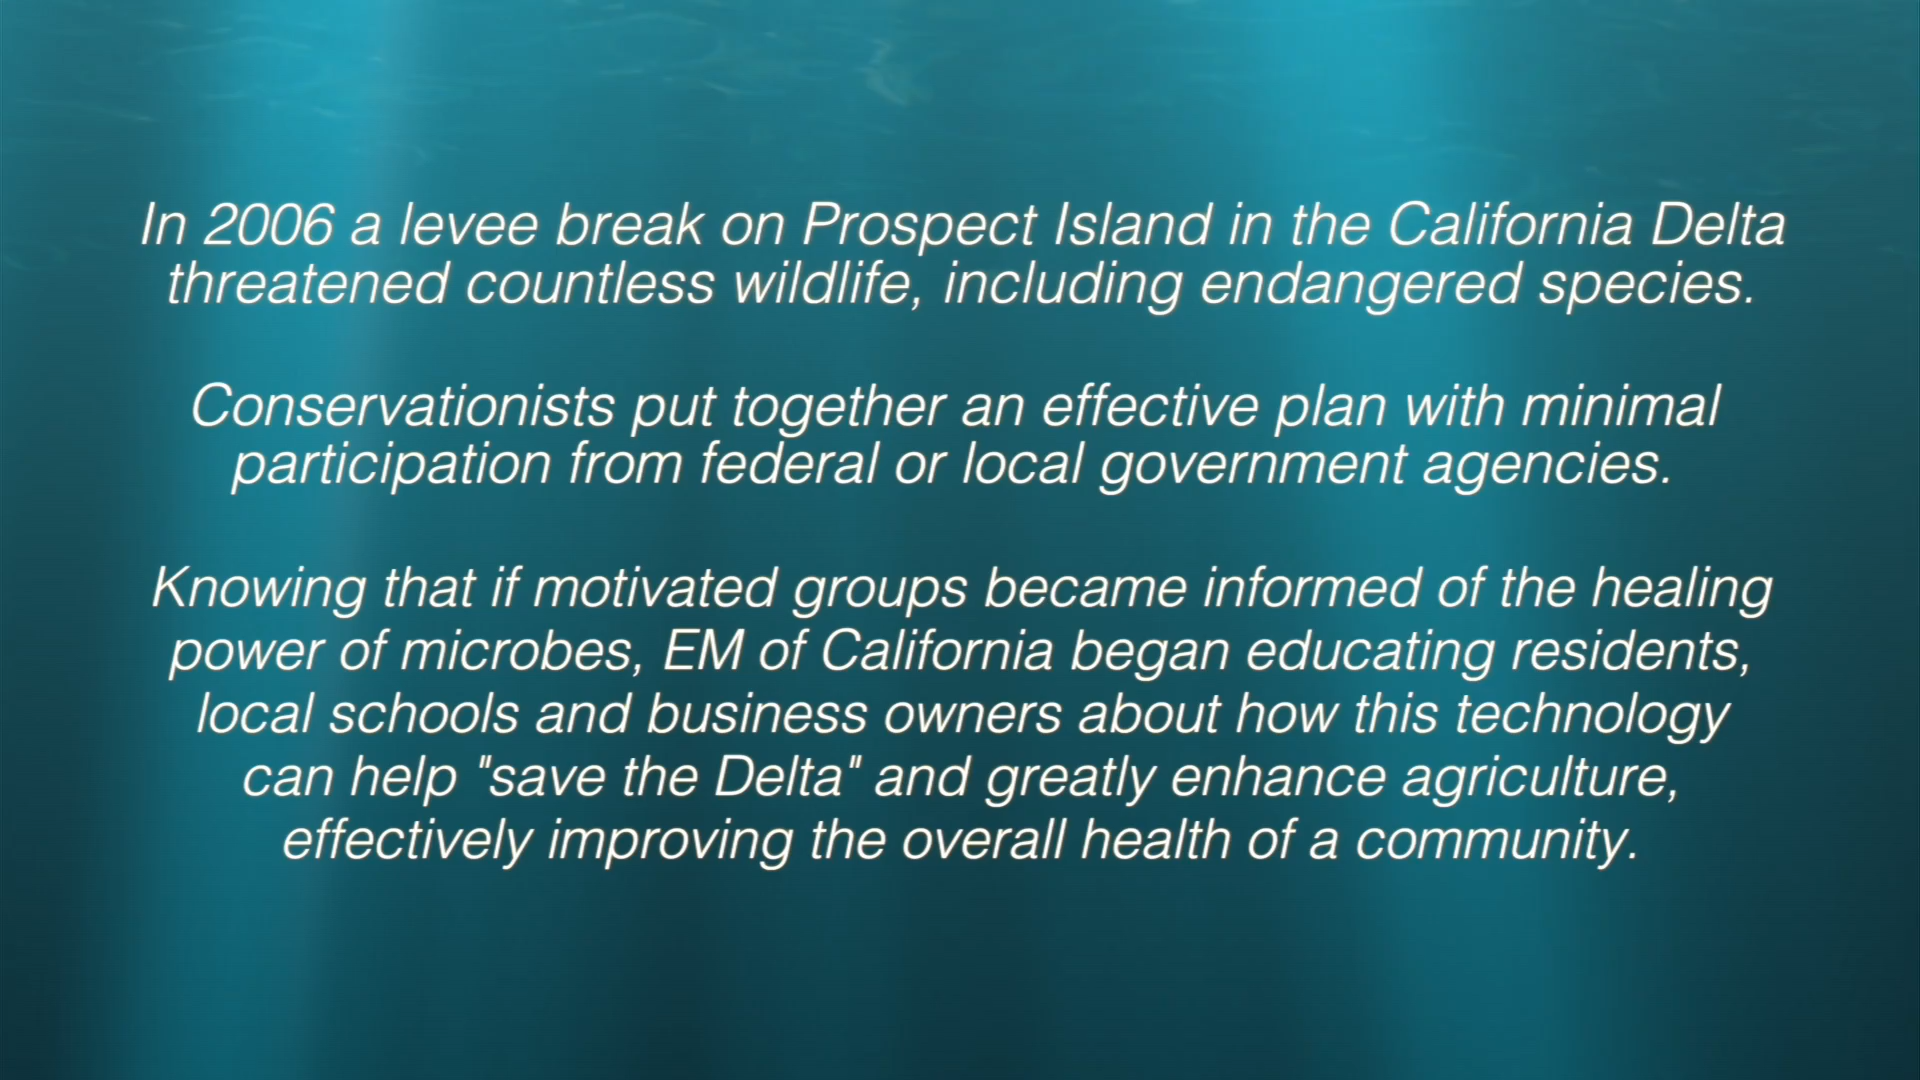 In 2006 a levee break on Prospect Island in the California Delta
threatened countless wildlife, including endangered species.
Conservationists put together an effective plan with minimal
participation from federal or local government agencies.
Knowing that if motivated groups became informed of the healing
power of microbes, EM of California began educating residents,
local schools and business owners about how this technology
can help "save the Delta" and greatly enhance agriculture,
effectively improving the overall health of a community.